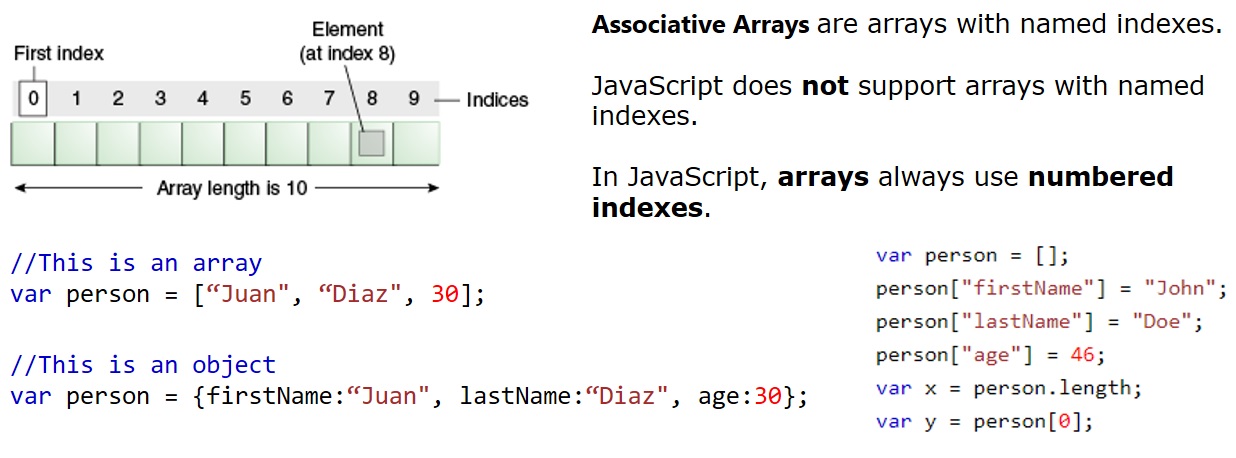 First index
Element
(at index 8)
0 1 2 3 4 5 6 7 8 9
Indices
Array length is 10
Associative Arrays are arrays with named indexes.
JavaScript does not support arrays with named
indexes.
In JavaScript, arrays always use numbered
indexes.
//This is an array
var person = [“Juan", “Diaz", 30];
//This is an object
var person = {firstName:“Juan", lastName:“Diaz", age:30};
var person = [];
person["firstName"] = "John";
person["lastName"] = "Doe";
person["age"] = 46;
var x = person.length;
var y = person[0];